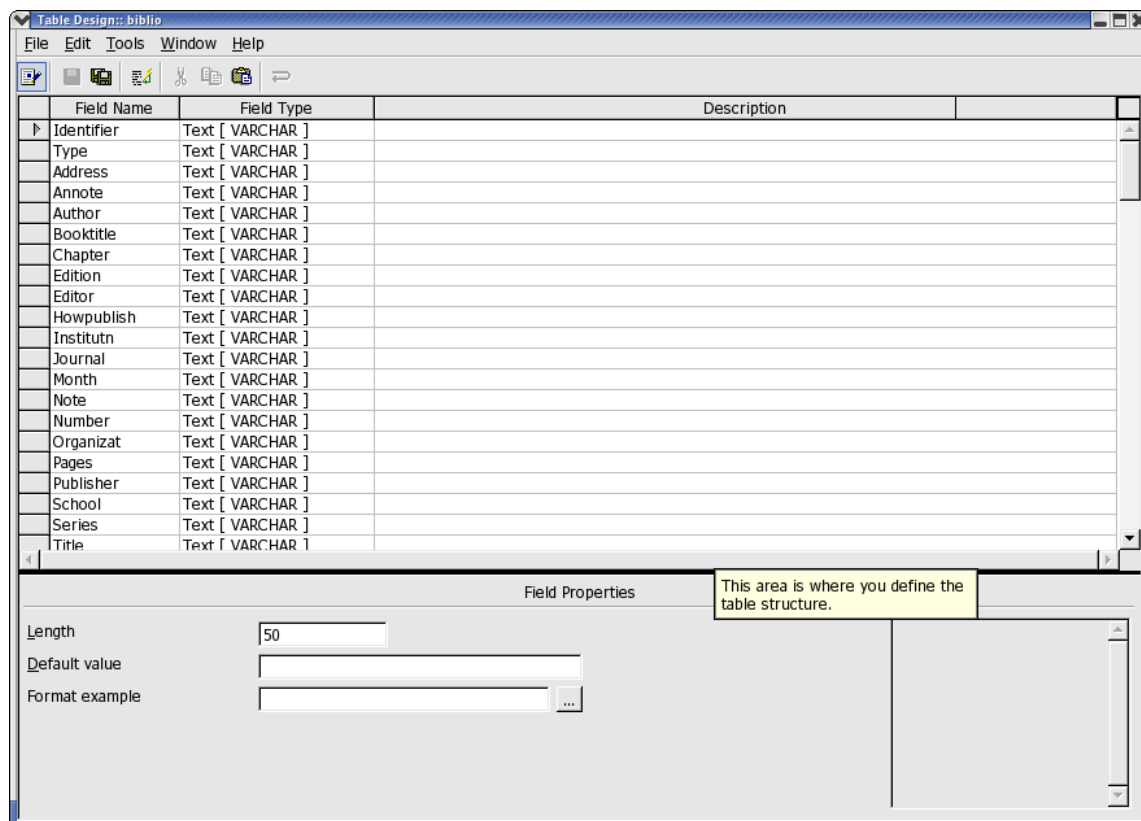 Table Design:: biblio
File Edit Tools Window Help
Field Name Field Type Description
Identifier Text [ VARCHAR ]
Type Text [ VARCHAR ]
Address Text [ VARCHAR ]
Annote Text [ VARCHAR ]
Author Text [ VARCHAR ]
Booktitle Text [ VARCHAR ]
Chapter Text [ VARCHAR ]
Edition Text [ VARCHAR ]
Editor Text [ VARCHAR ]
Howpublish Text [ VARCHAR ]
Institutn Text [ VARCHAR ]
Journal Text [ VARCHAR ]
Month Text [ VARCHAR ]
Note Text [ VARCHAR ]
Number Text [ VARCHAR ]
Organizat Text [ VARCHAR ]
Pages Text [ VARCHAR ]
Publisher Text [ VARCHAR ]
School Text [ VARCHAR ]
Series Text [ VARCHAR ]
Title Text [ VARCHAR ]
Field Properties
This area is where you define the
table structure.
Length 50
Default value
Format example ...